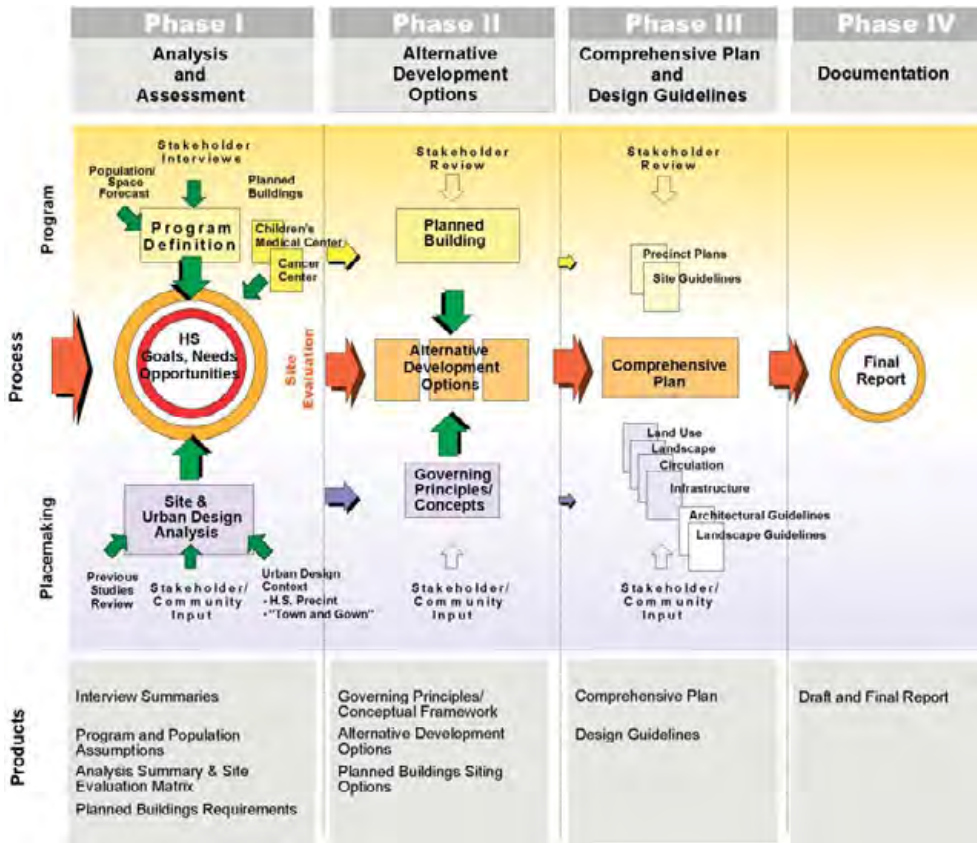 Phase I
Phase II
Phase III
Phase IV
Analysis
and
Assessment
Alternative
Development
Options
Comprehensive Plan
and
Design Guidelines
Documentation
Program
Process
Placemaking
Products
Stakeholder
Interviews
Population/
Space
Forecast
Planned
Buildings
Program
Definition
Children's
Medical Center
Cancer
Center
HS
Goals, Needs
Opportunities
Site
Evaluation
Site &
Urban Design
Analysis
Previous
Studies
Review
Stakeholder/
Community
Input
Urban Design
Context
- H.S. Precint
- "Town and Gown"
Stakeholder
Review
Planned
Building
Alternative
Development
Options
Governing
Principles/
Concepts
Stakeholder/
Community
Input
Stakeholder
Review
Precinct Plans
Site Guidelines
Comprehensive
Plan
Land Use
Landscape
Circulation
Infrastructure
Architectural Guidelines
Landscape Guidelines
Stakeholder/
Community
Input
Final
Report
Interview Summaries
Program and Population
Assumptions
Analysis Summary & Site
Evaluation Matrix
Planned Buildings Requirements
Governing Principles/
Conceptual Framework
Alternative Development
Options
Planned Buildings Siting
Options
Comprehensive Plan
Design Guidelines
Draft and Final Report